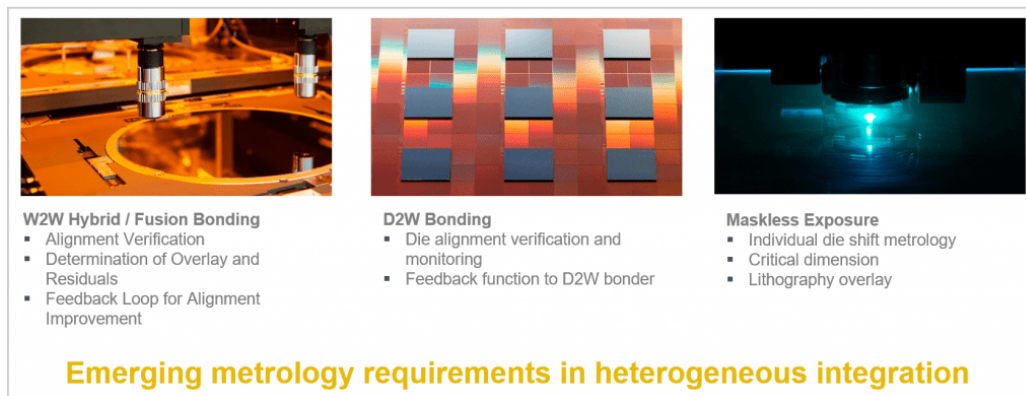 W2W Hybrid / Fusion Bonding
▪ Alignment Verification
▪ Determination of Overlay and
Residuals
▪ Feedback Loop for Alignment
Improvement
D2W Bonding
▪ Die alignment verification and
monitoring
▪ Feedback function to D2W bonder
Maskless Exposure
▪ Individual die shift metrology
▪ Critical dimension
▪ Lithography overlay
Emerging metrology requirements in heterogeneous integration